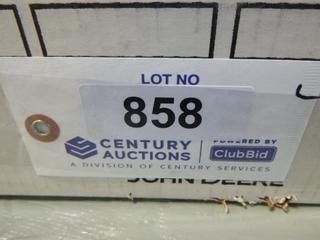 LOT NO
858
CENTURY
AUCTIONS
POWERED BY
ClubBid
A DIVISION OF CENTURY SERVICES
JOHN DEERE